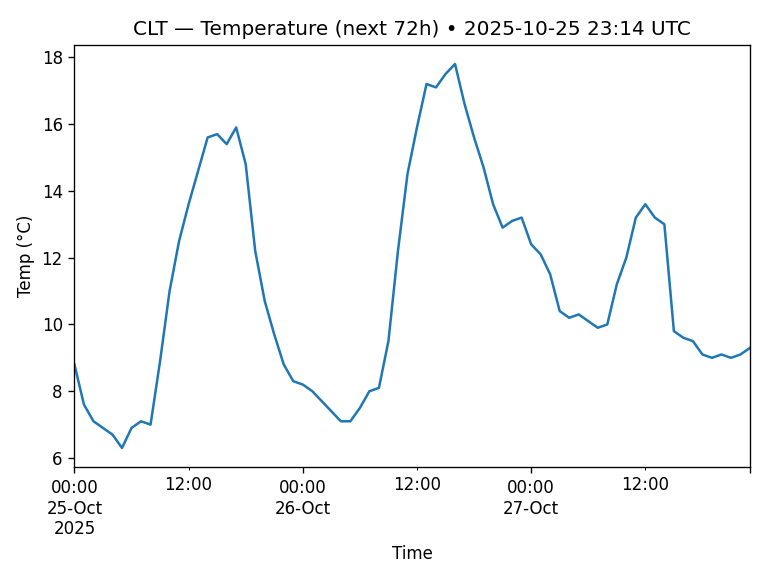 CLT — Temperature (next 72h) • 2025-10-25 23:14 UTC
18
16
14
12
10
8
6
Temp (°C)
00:00 12:00 00:00 12:00 00:00 12:00
25-Oct 26-Oct 27-Oct
2025
Time